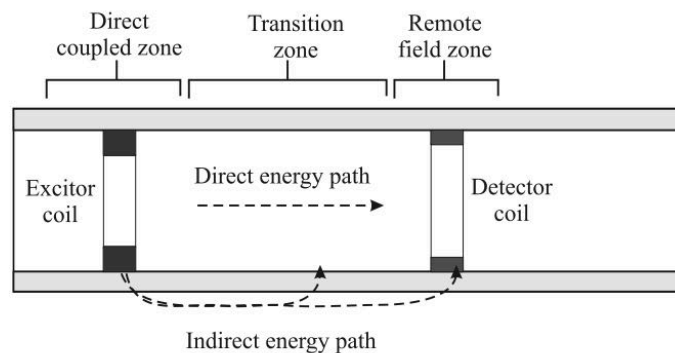 Direct
coupled zone
Transition
zone
Remote
field zone
Excitor
coil
Direct energy path
Detector
coil
Indirect energy path